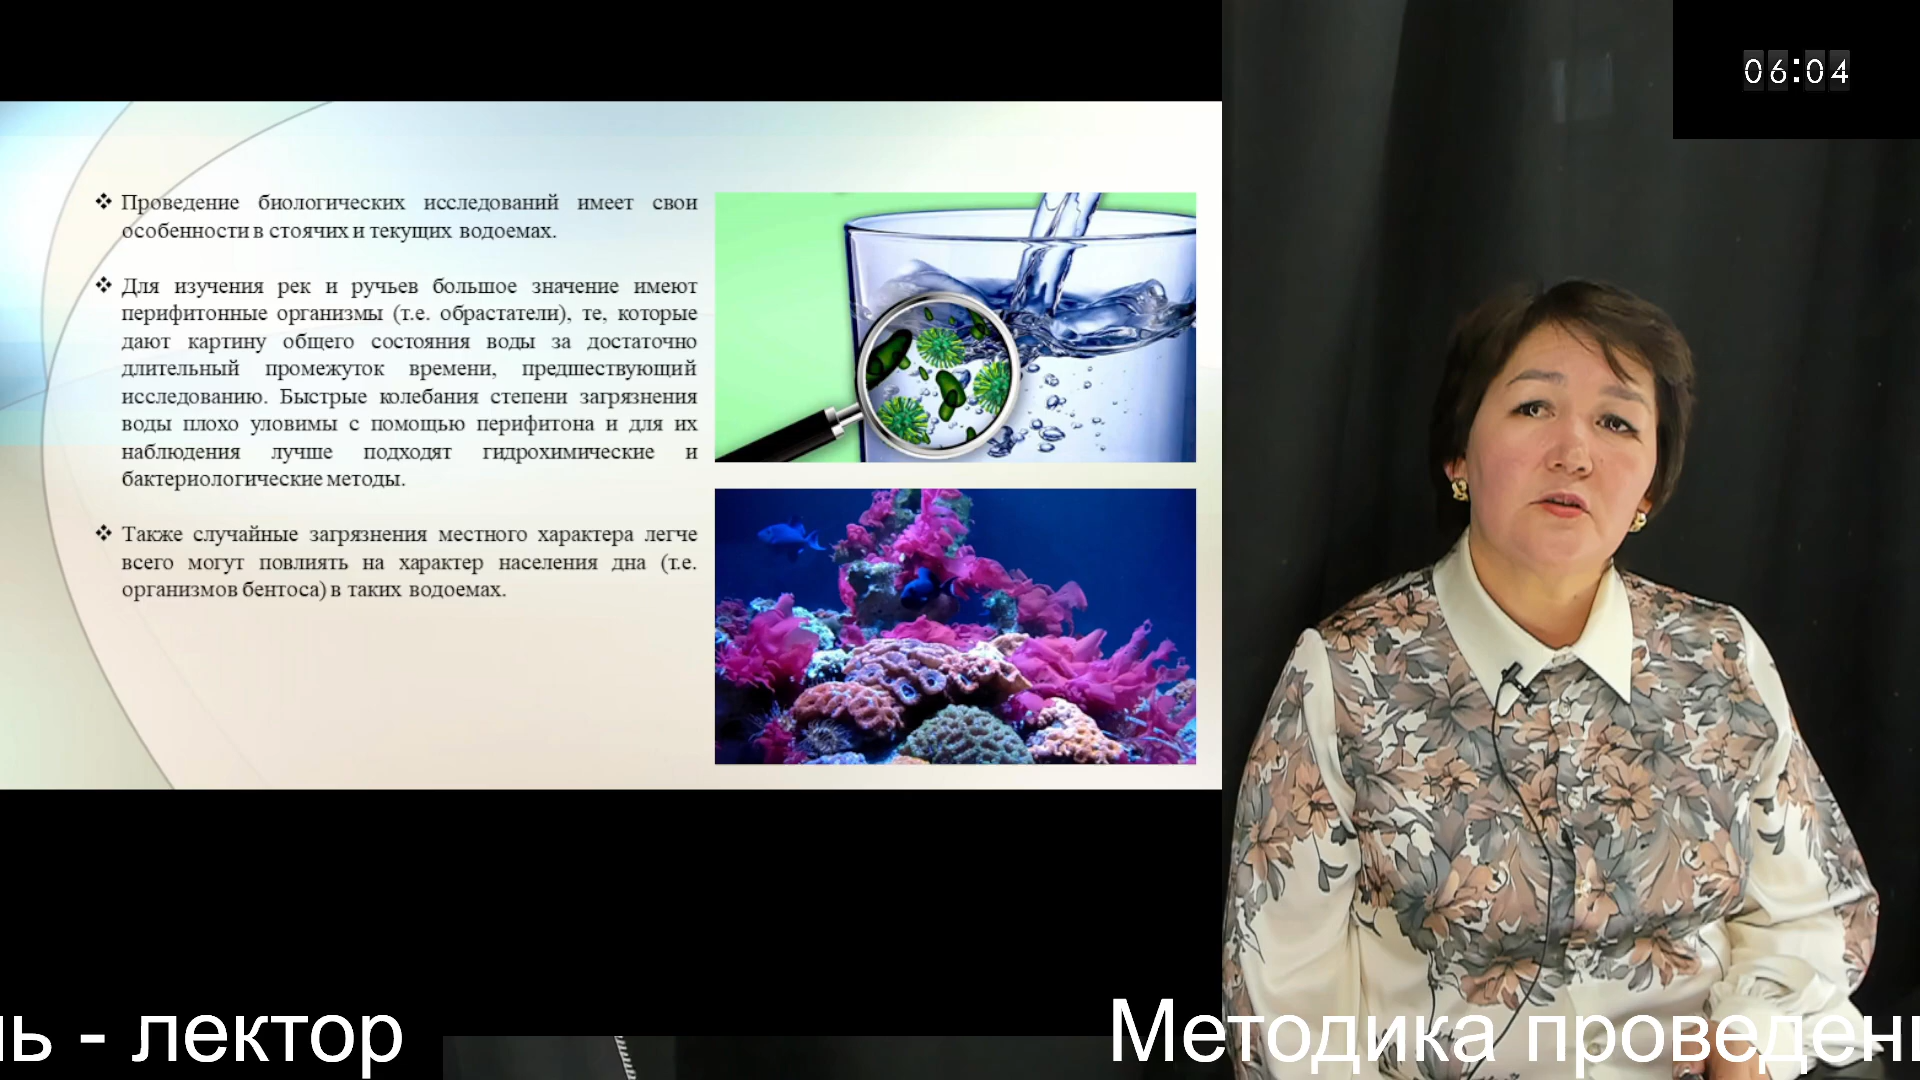 06:04
❖ Проведение биологических исследований имеет свои
особенности в стоячих и текущих водоемах.
❖ Для изучения рек и ручьев большое значение имеют
перифитонные организмы (т.е. обрастатели), те, которые
дают картину общего состояния воды за достаточно
длительный промежуток времени, предшествующий
исследованию. Быстрые колебания степени загрязнения
воды плохо уловимы с помощью перифитона и для их
наблюдения лучше подходят гидрохимические и
бактериологические методы.
❖ Также случайные загрязнения местного характера легче
всего могут повлиять на характер населения дна (т.е.
организмов бентоса) в таких водоемах.
нь - лектор Методика проведени